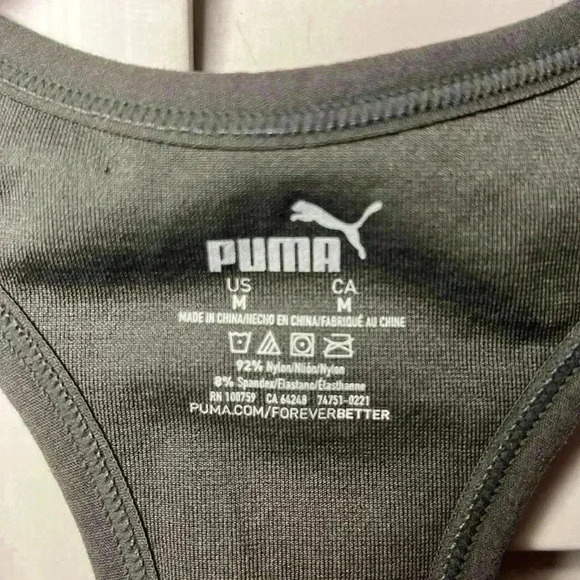 PUMA
US CA
M M
MADE IN CHINA/HECHO EN CHINA/FABRIQUÉ AU CHINE
92% Nylon/Nilón/Nylon
8% Spandex/Elastano/Élasthanne
RN 100759 CA 64248 74751-0221
PUMA.COM/FOREVERBETTER